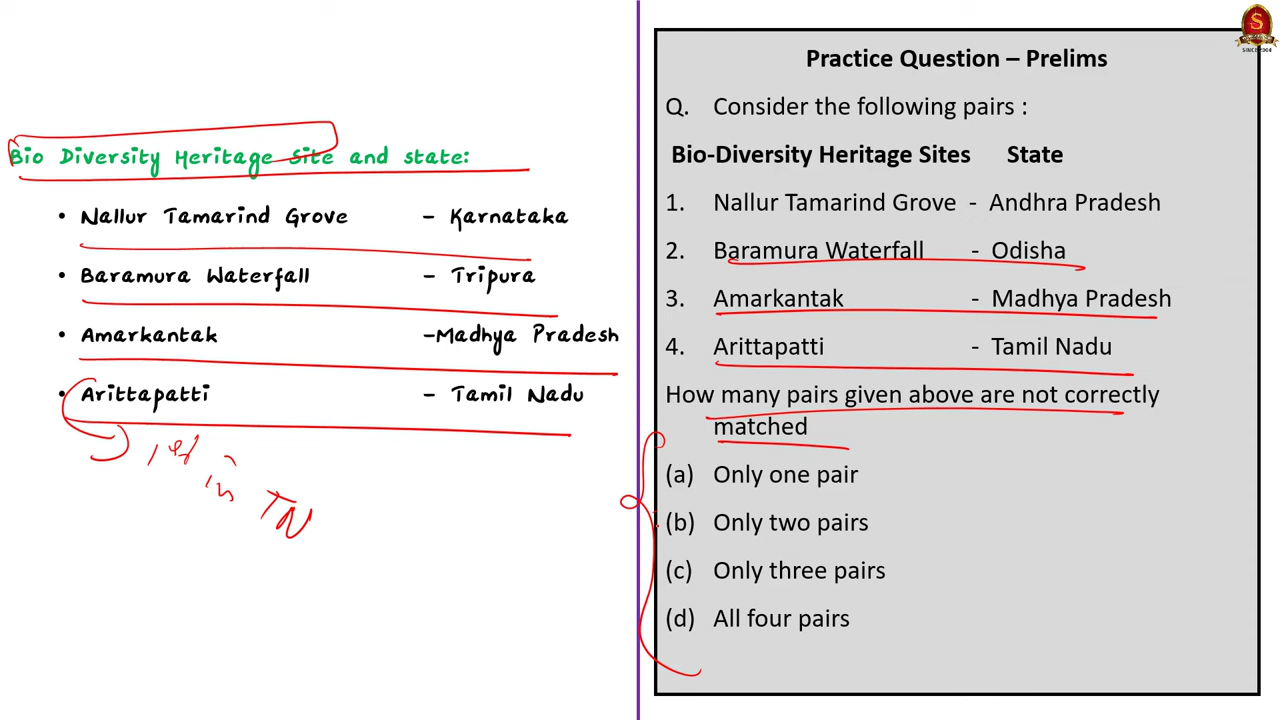 Bio Diversity Heritage Site and state:
• Nallur Tamarind Grove – Karnataka
• Baramura Waterfall – Tripura
• Amarkantak –Madhya Pradesh
• Arittapatti – Tamil Nadu
1st in TN
Practice Question – Prelims
Q. Consider the following pairs :
Bio-Diversity Heritage Sites State
1. Nallur Tamarind Grove - Andhra Pradesh
2. Baramura Waterfall - Odisha
3. Amarkantak - Madhya Pradesh
4. Arittapatti - Tamil Nadu
How many pairs given above are not correctly
matched
(a) Only one pair
(b) Only two pairs
(c) Only three pairs
(d) All four pairs
S
SINCE 2004